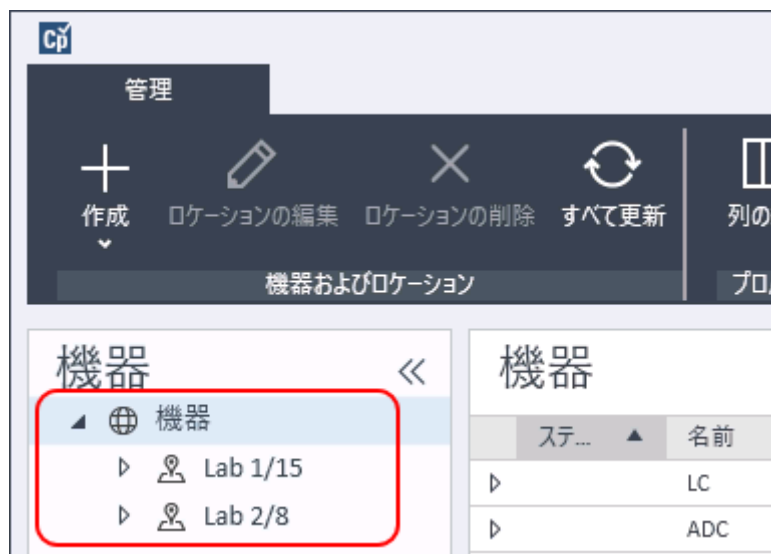 Cp
管理
作成 ロケーションの編集 ロケーションの削除 すべて更新 列の
機器およびロケーション プロ
機器 機器
機器
ステ... 名前
Lab 1/15
LC
Lab 2/8
ADC